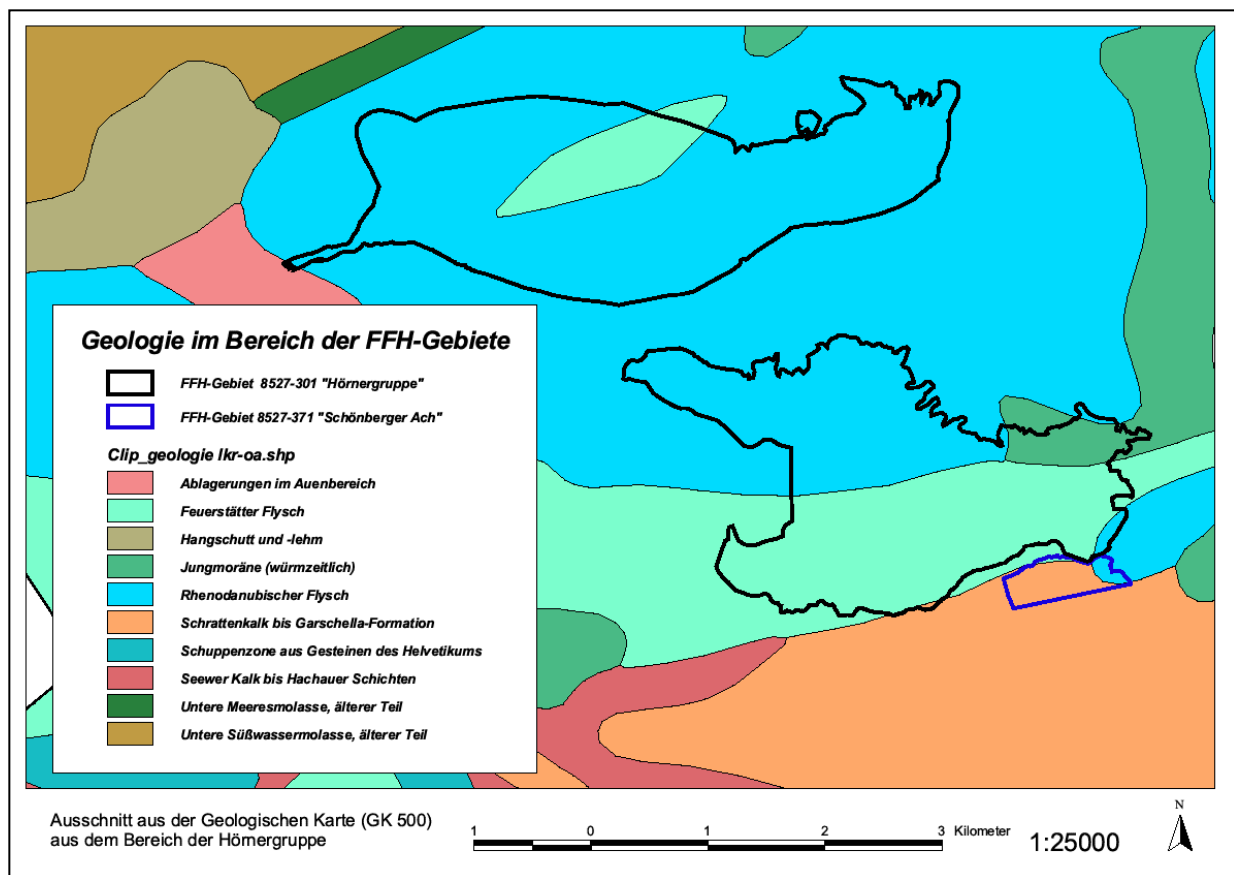 Geologie im Bereich der FFH-Gebiete
FFH-Gebiet 8527-301 "Hörnergruppe"
FFH-Gebiet 8527-371 "Schönberger Ach"
Clip_geologie lkr-oa.shp
Ablagerungen im Auenbereich
Feuerstätter Flysch
Hangschutt und -lehm
Jungmoräne (würmzeitlich)
Rhenodanubischer Flysch
Schrattenkalk bis Garschella-Formation
Schuppenzone aus Gesteinen des Helvetikums
Seewer Kalk bis Hachauer Schichten
Untere Meeresmolasse, älterer Teil
Untere Süßwassermolasse, älterer Teil
Ausschnitt aus der Geologischen Karte (GK 500)
aus dem Bereich der Hörnergruppe
1 0 1 2 3 Kilometer
1:25000
N